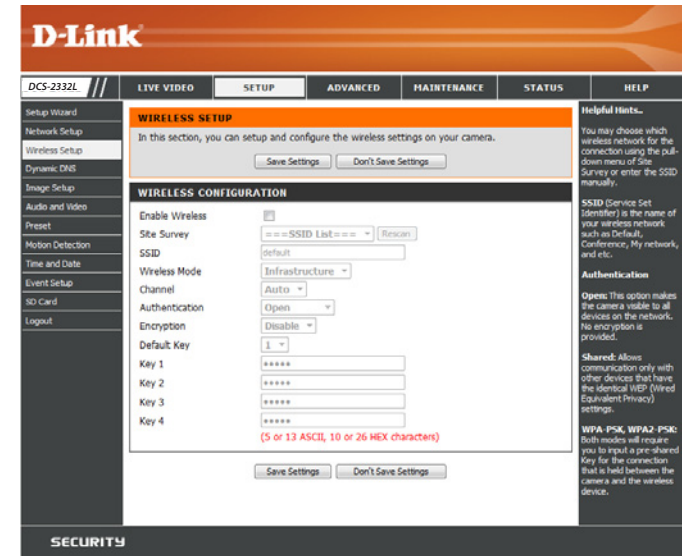 D-Link
DCS-2332L // LIVE VIDEO SETUP ADVANCED MAINTENANCE STATUS HELP
Setup Wizard
Network Setup
Wireless Setup
Dynamic DNS
Image Setup
Audio and Video
Preset
Motion Detection
Time and Date
Event Setup
SD Card
Logout
WIRELESS SETUP
In this section, you can setup and configure the wireless settings on your camera.
Save Settings Don't Save Settings
WIRELESS CONFIGURATION
Enable Wireless
Site Survey ===SSID List=== Rescan
SSID default
Wireless Mode Infrastructure
Channel Auto
Authentication Open
Encryption Disable
Default Key 1
Key 1 •••••
Key 2 •••••
Key 3 •••••
Key 4 •••••
(5 or 13 ASCII, 10 or 26 HEX characters)
Save Settings Don't Save Settings
Helpful Hints..
You may choose which
wireless network for the
connection using the pull-
down menu of Site
Survey or enter the SSID
manually.
SSID (Service Set
Identifier) is the name of
your wireless network
such as Default,
Conference, My network,
and etc.
Authentication
Open: This option makes
the camera visible to all
devices on the network.
No encryption is
provided.
Shared: Allows
communication only with
other devices that have
the identical WEP (Wired
Equivalent Privacy)
settings.
WPA-PSK, WPA2-PSK:
Both modes will require
you to input a pre-shared
Key for the connection
that is held between the
camera and the wireless
device.
SECURITY